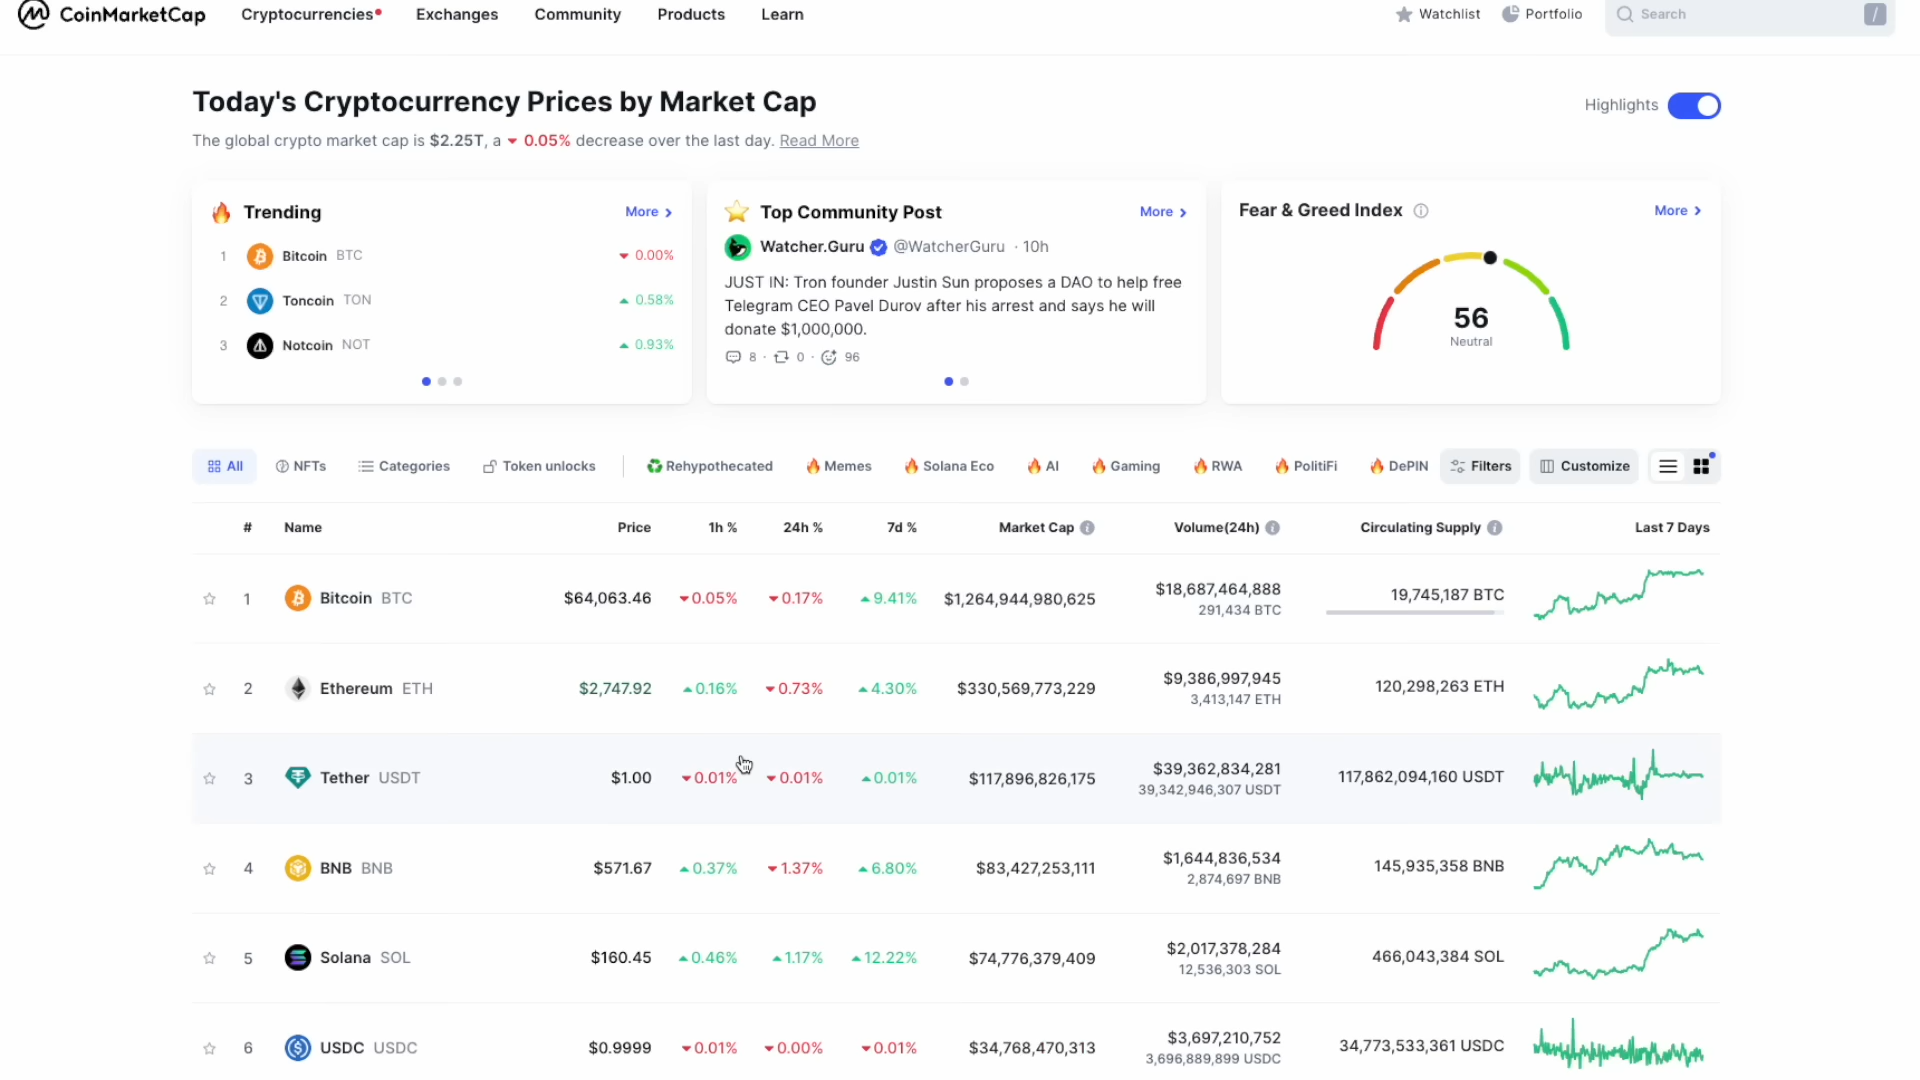 CoinMarketCap Cryptocurrencies Exchanges Community Products Learn Watchlist Portfolio Search /
Today's Cryptocurrency Prices by Market Cap
Highlights
The global crypto market cap is $2.25T, a 0.05% decrease over the last day. Read More
Trending More
1 Bitcoin BTC 0.00%
2 Toncoin TON 0.58%
3 Notcoin NOT 0.93%
Top Community Post More
Watcher.Guru @WatcherGuru · 10h
JUST IN: Tron founder Justin Sun proposes a DAO to help free
Telegram CEO Pavel Durov after his arrest and says he will
donate $1,000,000.
8 · 0 · 96
Fear & Greed Index More
56
Neutral
All NFTs Categories Token unlocks Rehypothecated Memes Solana Eco AI Gaming RWA PolitiFi DePIN Filters Customize
# Name Price 1h % 24h % 7d % Market Cap Volume(24h) Circulating Supply Last 7 Days
1 Bitcoin BTC $64,063.46 0.05% 0.17% 9.41% $1,264,944,980,625 $18,687,464,888 19,745,187 BTC
291,434 BTC
2 Ethereum ETH $2,747.92 0.16% 0.73% 4.30% $330,569,773,229 $9,386,997,945 120,298,263 ETH
3,413,147 ETH
3 Tether USDT $1.00 0.01% 0.01% 0.01% $117,896,826,175 $39,362,834,281 117,862,094,160 USDT
39,342,946,307 USDT
4 BNB BNB $571.67 0.37% 1.37% 6.80% $83,427,253,111 $1,644,836,534 145,935,358 BNB
2,874,697 BNB
5 Solana SOL $160.45 0.46% 1.17% 12.22% $74,776,379,409 $2,017,378,284 466,043,384 SOL
12,536,303 SOL
6 USDC USDC $0.9999 0.01% 0.00% 0.01% $34,768,470,313 $3,697,210,752 34,773,533,361 USDC
3,696,889,899 USDC